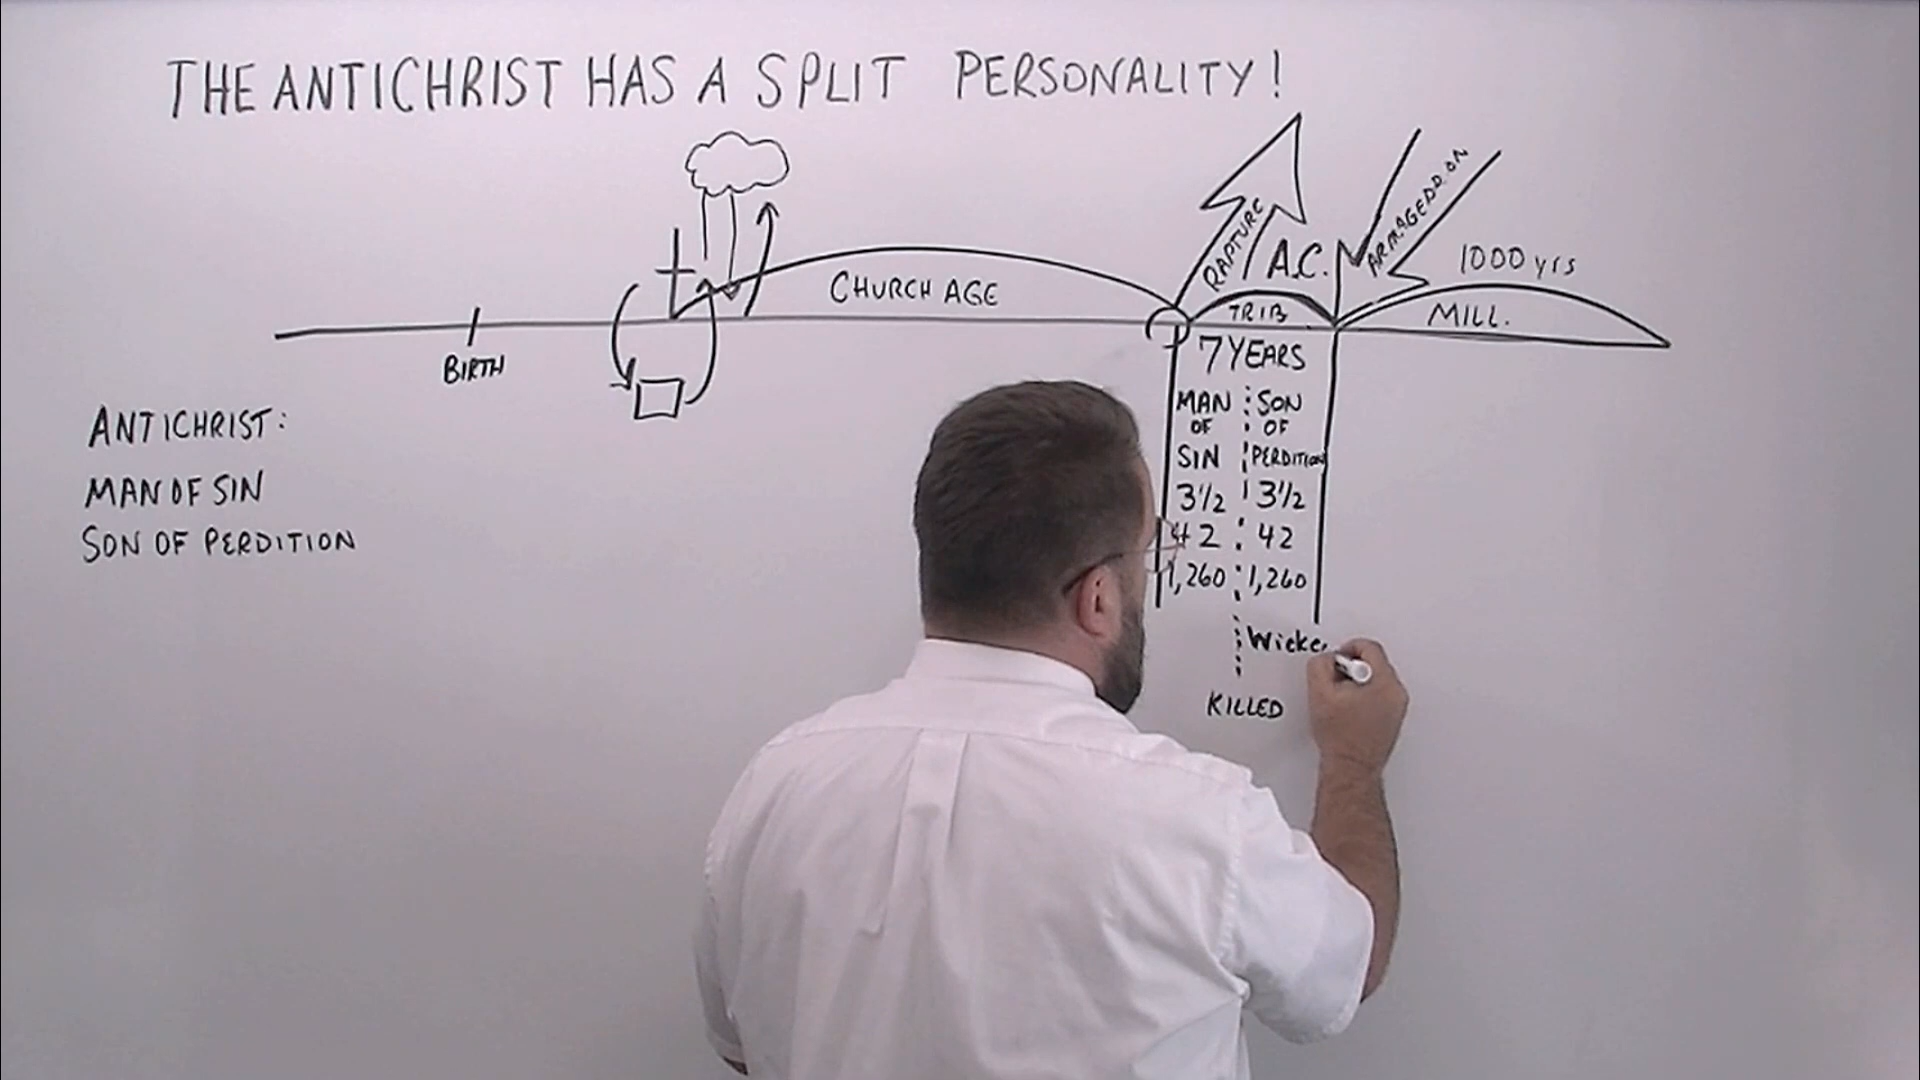 THE ANTICHRIST HAS A SPLIT PERSONALITY!
RAPTURE
A.C.
ARMAGEDDON
1000 yrs
CHURCH AGE
TRIB
MILL.
BIRTH
7 YEARS
MAN OF SIN
3½
42
1,260
SON OF PERDITION
3½
42
1,260
Wicke
KILLED
ANTICHRIST:
MAN OF SIN
SON OF PERDITION